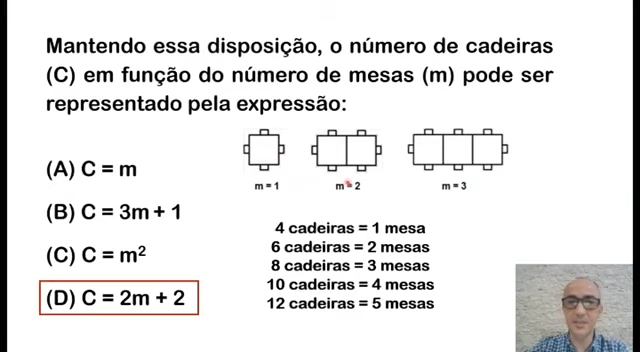 Mantendo essa disposição, o número de cadeiras
(C) em função do número de mesas (m) pode ser
representado pela expressão:
(A) C = m
(B) C = 3m + 1
(C) C = m²
(D) C = 2m + 2
m = 1
m = 2
m = 3
4 cadeiras = 1 mesa
6 cadeiras = 2 mesas
8 cadeiras = 3 mesas
10 cadeiras = 4 mesas
12 cadeiras = 5 mesas